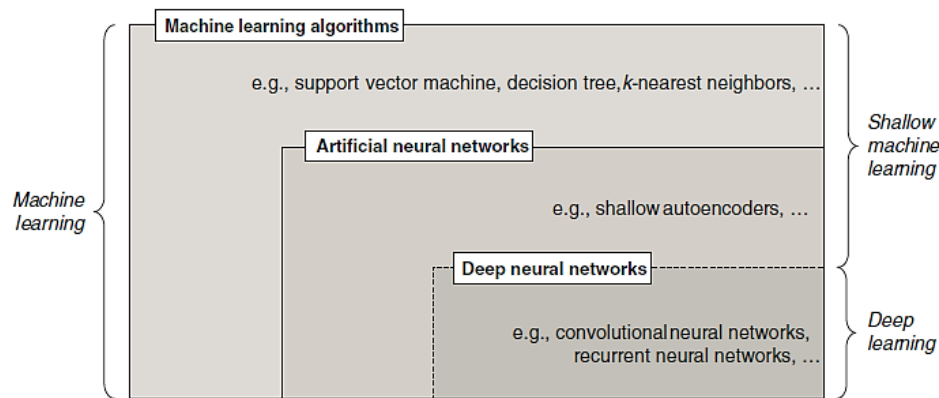 Machine learning algorithms
e.g., support vector machine, decision tree, k-nearest neighbors, …
Shallow
machine
learning
Artificial neural networks
Machine
learning
e.g., shallow autoencoders, …
Deep neural networks
e.g., convolutional neural networks,
recurrent neural networks, …
Deep
learning